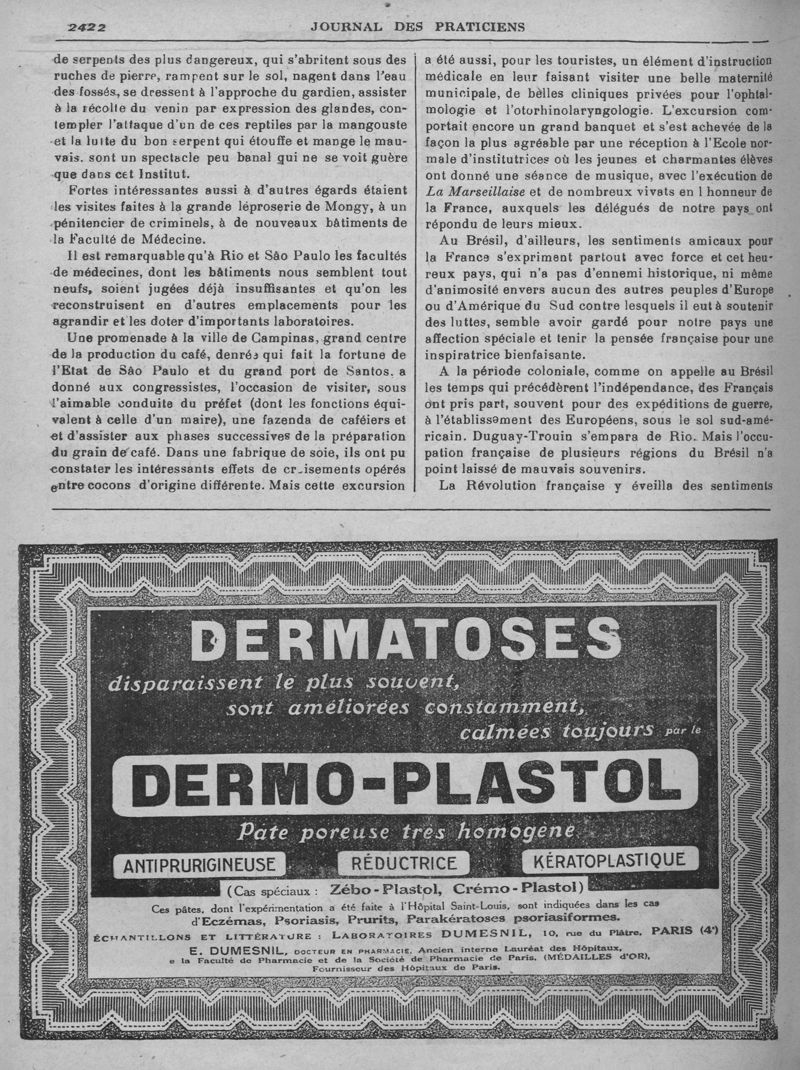 2422
JOURNAL DES PRATICIENS
de serpents des plus dangereux, qui s'abritent sous des
ruches de pierre, rampent sur le sol, nagent dans l'eau
des fossés, se dressent à l'approche du gardien, assister
à la récolte du venin par expression des glandes, con-
templer l'attaque d'un de ces reptiles par la mangouste
et la lutte du bon serpent qui étouffe et mange le mau-
vais. sont un spectacle peu banal qui ne se voit guère
que dans cet Institut.
Fortes intéressantes aussi à d'autres égards étaient
les visites faites à la grande léproserie de Mongy, à un
pénitencier de criminels, à de nouveaux bâtiments de
la Faculté de Médecine.
Il est remarquable qu'à Rio et São Paulo les facultés
de médecines, dont les bâtiments nous semblent tout
neufs, soient jugées déjà insuffisantes et qu'on les
reconstruisent en d'autres emplacements pour les
agrandir et les doter d'importants laboratoires.
Une promenade à la ville de Campinas, grand centre
de la production du café, denrée qui fait la fortune de
l'Etat de São Paulo et du grand port de Santos, a
donné aux congressistes, l'occasion de visiter, sous
l'aimable conduite du préfet (dont les fonctions équi-
valent à celle d'un maire), une fazenda de caféiers et
et d'assister aux phases successives de la préparation
du grain de café. Dans une fabrique de soie, ils ont pu
constater les intéressants effets de croisements opérés
entre cocons d'origine différente. Mais cette excursion
a été aussi, pour les touristes, un élément d'instruction
médicale en leur faisant visiter une belle maternité
municipale, de bèlles cliniques privées pour l'ophtal-
mologie et l'otorhinolaryngologie. L'excursion com-
portait encore un grand banquet et s'est achevée de la
façon la plus agréable par une réception à l'Ecole nor-
male d'institutrices où les jeunes et charmantes élèves
ont donné une séance de musique, avec l'exécution de
La Marseillaise et de nombreux vivats en l honneur de
la France, auxquels les délégués de notre pays ont
répondu de leurs mieux.
Au Brésil, d'ailleurs, les sentiments amicaux pour
la France s'expriment partout avec force et cet heu-
reux pays, qui n'a pas d'ennemi historique, ni même
d'animosité envers aucun des autres peuples d'Europe
ou d'Amérique du Sud contre lesquels il eut à soutenir
des luttes, semble avoir gardé pour notre pays une
affection spéciale et tenir la pensée française pour une
inspiratrice bienfaisante.
A la période coloniale, comme on appelle au Brésil
les temps qui précédèrent l'indépendance, des Français
ont pris part, souvent pour des expéditions de guerre,
à l'établissement des Européens, sous le sol sud-amé-
ricain. Duguay-Trouin s'empara de Rio. Mais l'occu-
pation française de plusieurs régions du Brésil n'a
point laissé de mauvais souvenirs.
La Révolution française y éveilla des sentiments
DERMATOSES
disparaissent le plus souvent,
sont améliorées constamment,
calmées toujours par le
DERMO-PLASTOL
Pate poreuse très homogène
ANTIPRURIGINEUSE
RÉDUCTRICE
KÉRATOPLASTIQUE
(Cas spéciaux : Zébo-Plastol, Crémo-Plastol)
Ces pâtes, dont l'expérimentation a été faite à l'Hôpital Saint-Louis, sont indiquées dans les cas
d'Eczémas, Psoriasis, Prurits, Parakératoses psoriasiformes.
ÉCHANTILLONS ET LITTÉRATURE : LABORATOIRES DUMESNIL, 10, rue du Plâtre, PARIS (4e)
E. DUMESNIL, DOCTEUR EN PHARMACIE, Ancien interne Lauréat des Hôpitaux,
e la Faculté de Pharmacie et de la Société de Pharmacie de Paris, (MÉDAILLES d'OR),
Fournisseur des Hôpitaux de Paris.